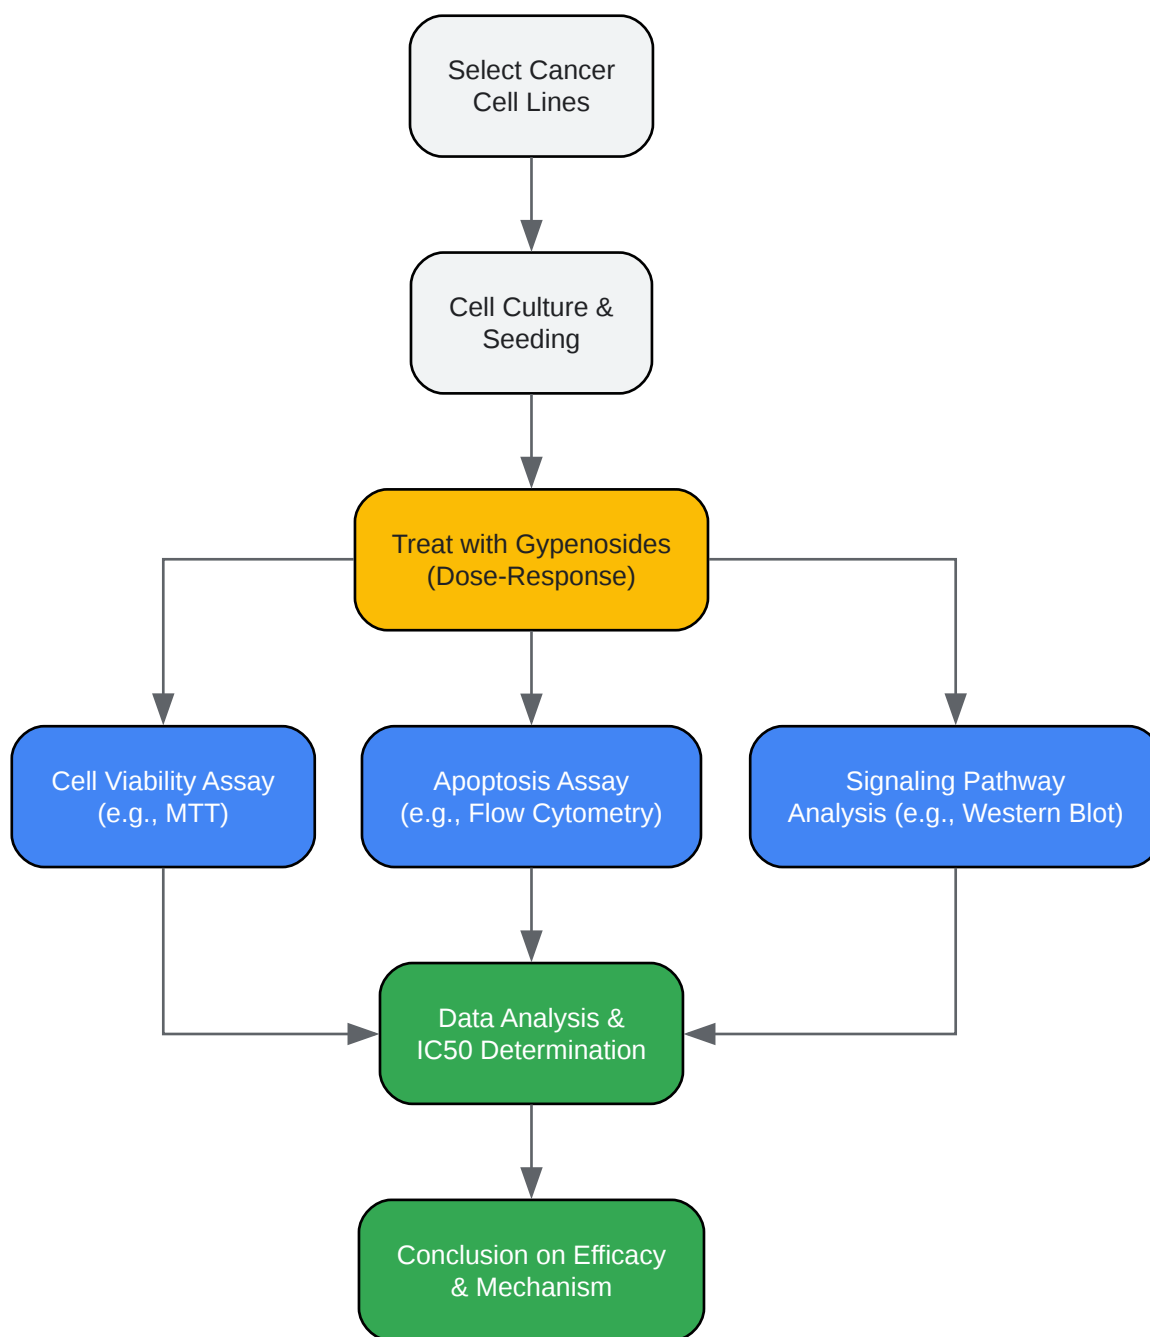 Select Cancer
Cell Lines
Cell Culture &
Seeding
Treat with Gypenosides
(Dose-Response)
Cell Viability Assay
(e.g., MTT)
Apoptosis Assay
(e.g., Flow Cytometry)
Signaling Pathway
Analysis (e.g., Western Blot)
Data Analysis &
IC50 Determination
Conclusion on Efficacy
& Mechanism